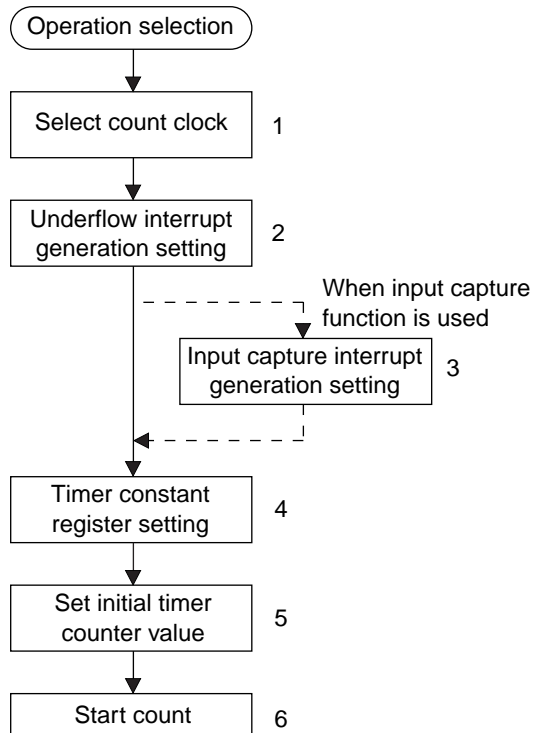 Operation selection
Select count clock
1
Underflow interrupt
generation setting
2
When input capture
function is used
Input capture interrupt
generation setting
3
Timer constant
register setting
4
Set initial timer
counter value
5
Start count
6